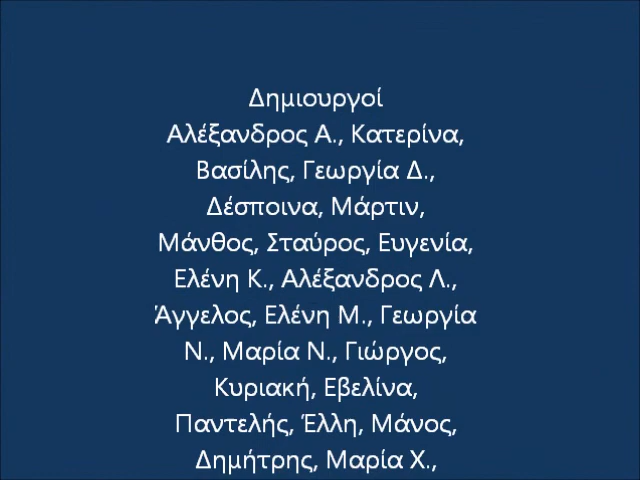 Δημιουργοί
Αλέξανδρος Α., Κατερίνα,
Βασίλης, Γεωργία Δ.,
Δέσποινα, Μάρτιν,
Μάνθος, Σταύρος, Ευγενία,
Ελένη Κ., Αλέξανδρος Λ.,
Άγγελος, Ελένη Μ., Γεωργία
Ν., Μαρία Ν., Γιώργος,
Κυριακή, Εβελίνα,
Παντελής, Έλλη, Μάνος,
Δημήτρης, Μαρία Χ.,